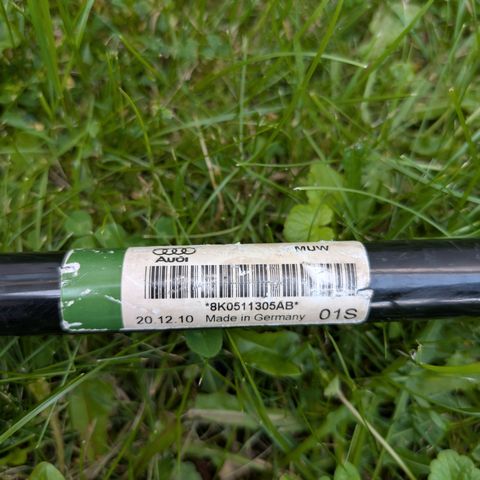 Audi
MUW
*8K0511305AB*
20.12.10 Made in Germany 01S